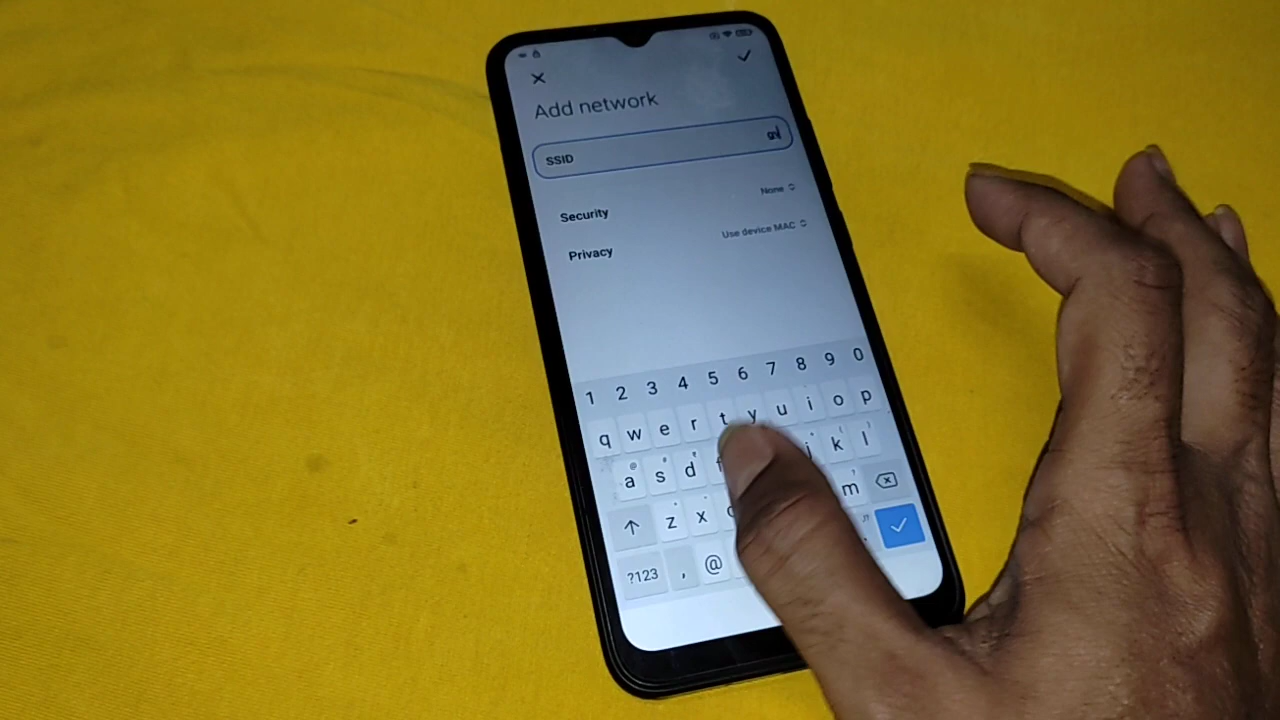 Add network
SSID
Security None
Privacy Use device MAC
1 2 3 4 5 6 7 8 9 0
q w e r t y u i o p
a s d f j k l
z x c m
?123 , @ .